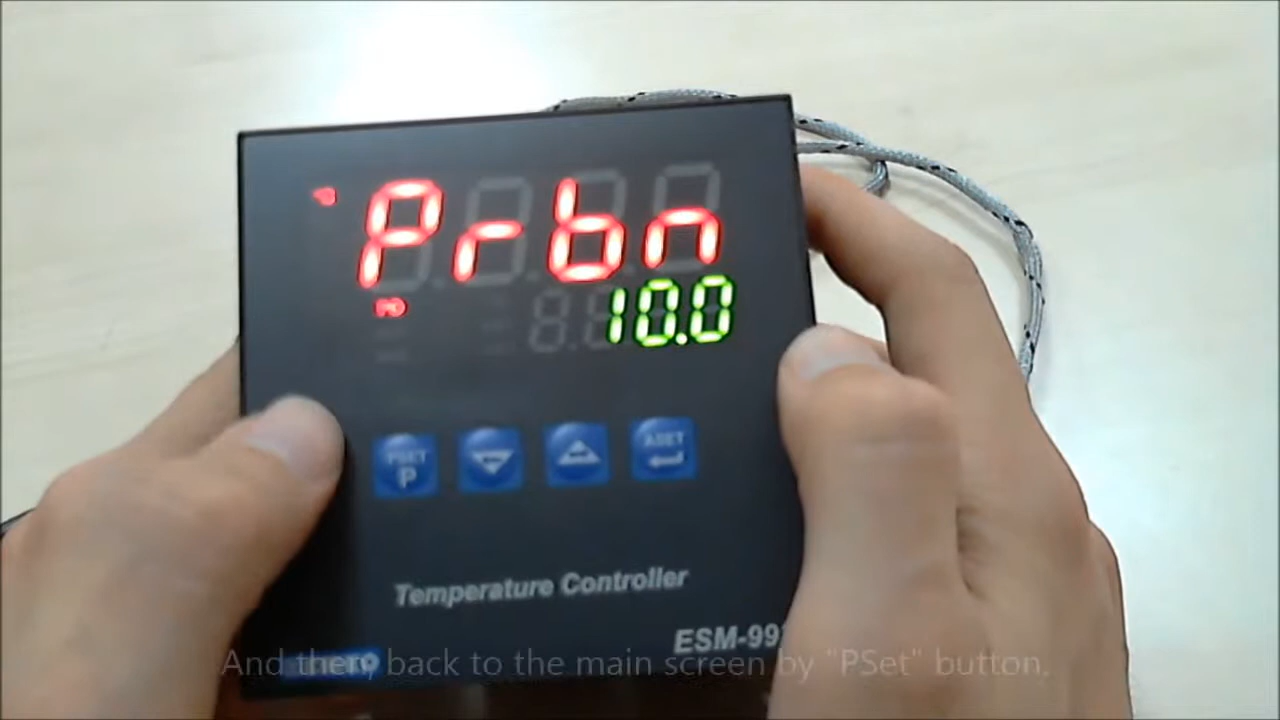 Prbn
10.0
PSET
P
ASET
Temperature Controller
ESM-99
And then, back to the main screen by "PSet" button.